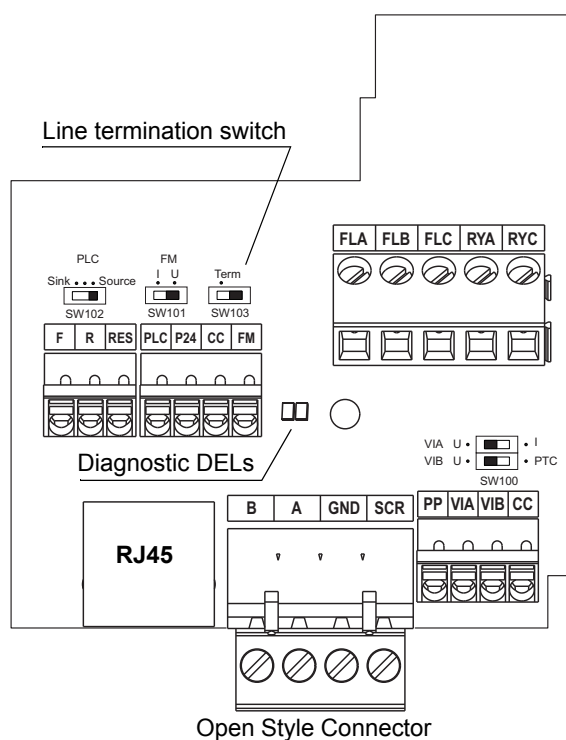 Line termination switch
FLA FLB FLC RYA RYC
PLC FM
I U Term
Sink Source
SW102 SW101 SW103
F R RES PLC P24 CC FM
Diagnostic DELs
VIA U I
VIB U PTC
SW100
B A GND SCR PP VIA VIB CC
RJ45
Open Style Connector